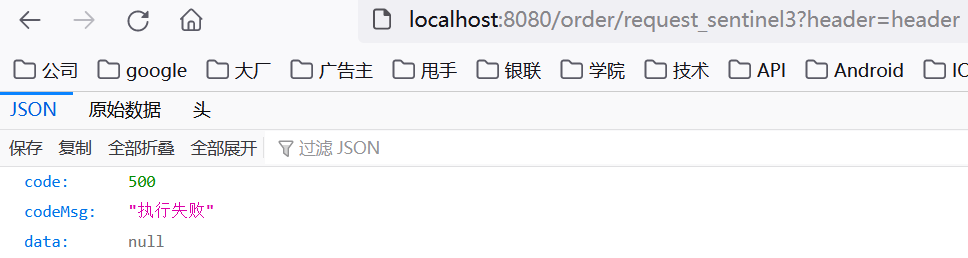 localhost:8080/order/request_sentinel3?header=header
公司 google 大厂 广告主 甩手 银联 学院 技术 API Android
JSON 原始数据 头
保存 复制 全部折叠 全部展开 过滤 JSON
code: 500
codeMsg: "执行失败"
data: null